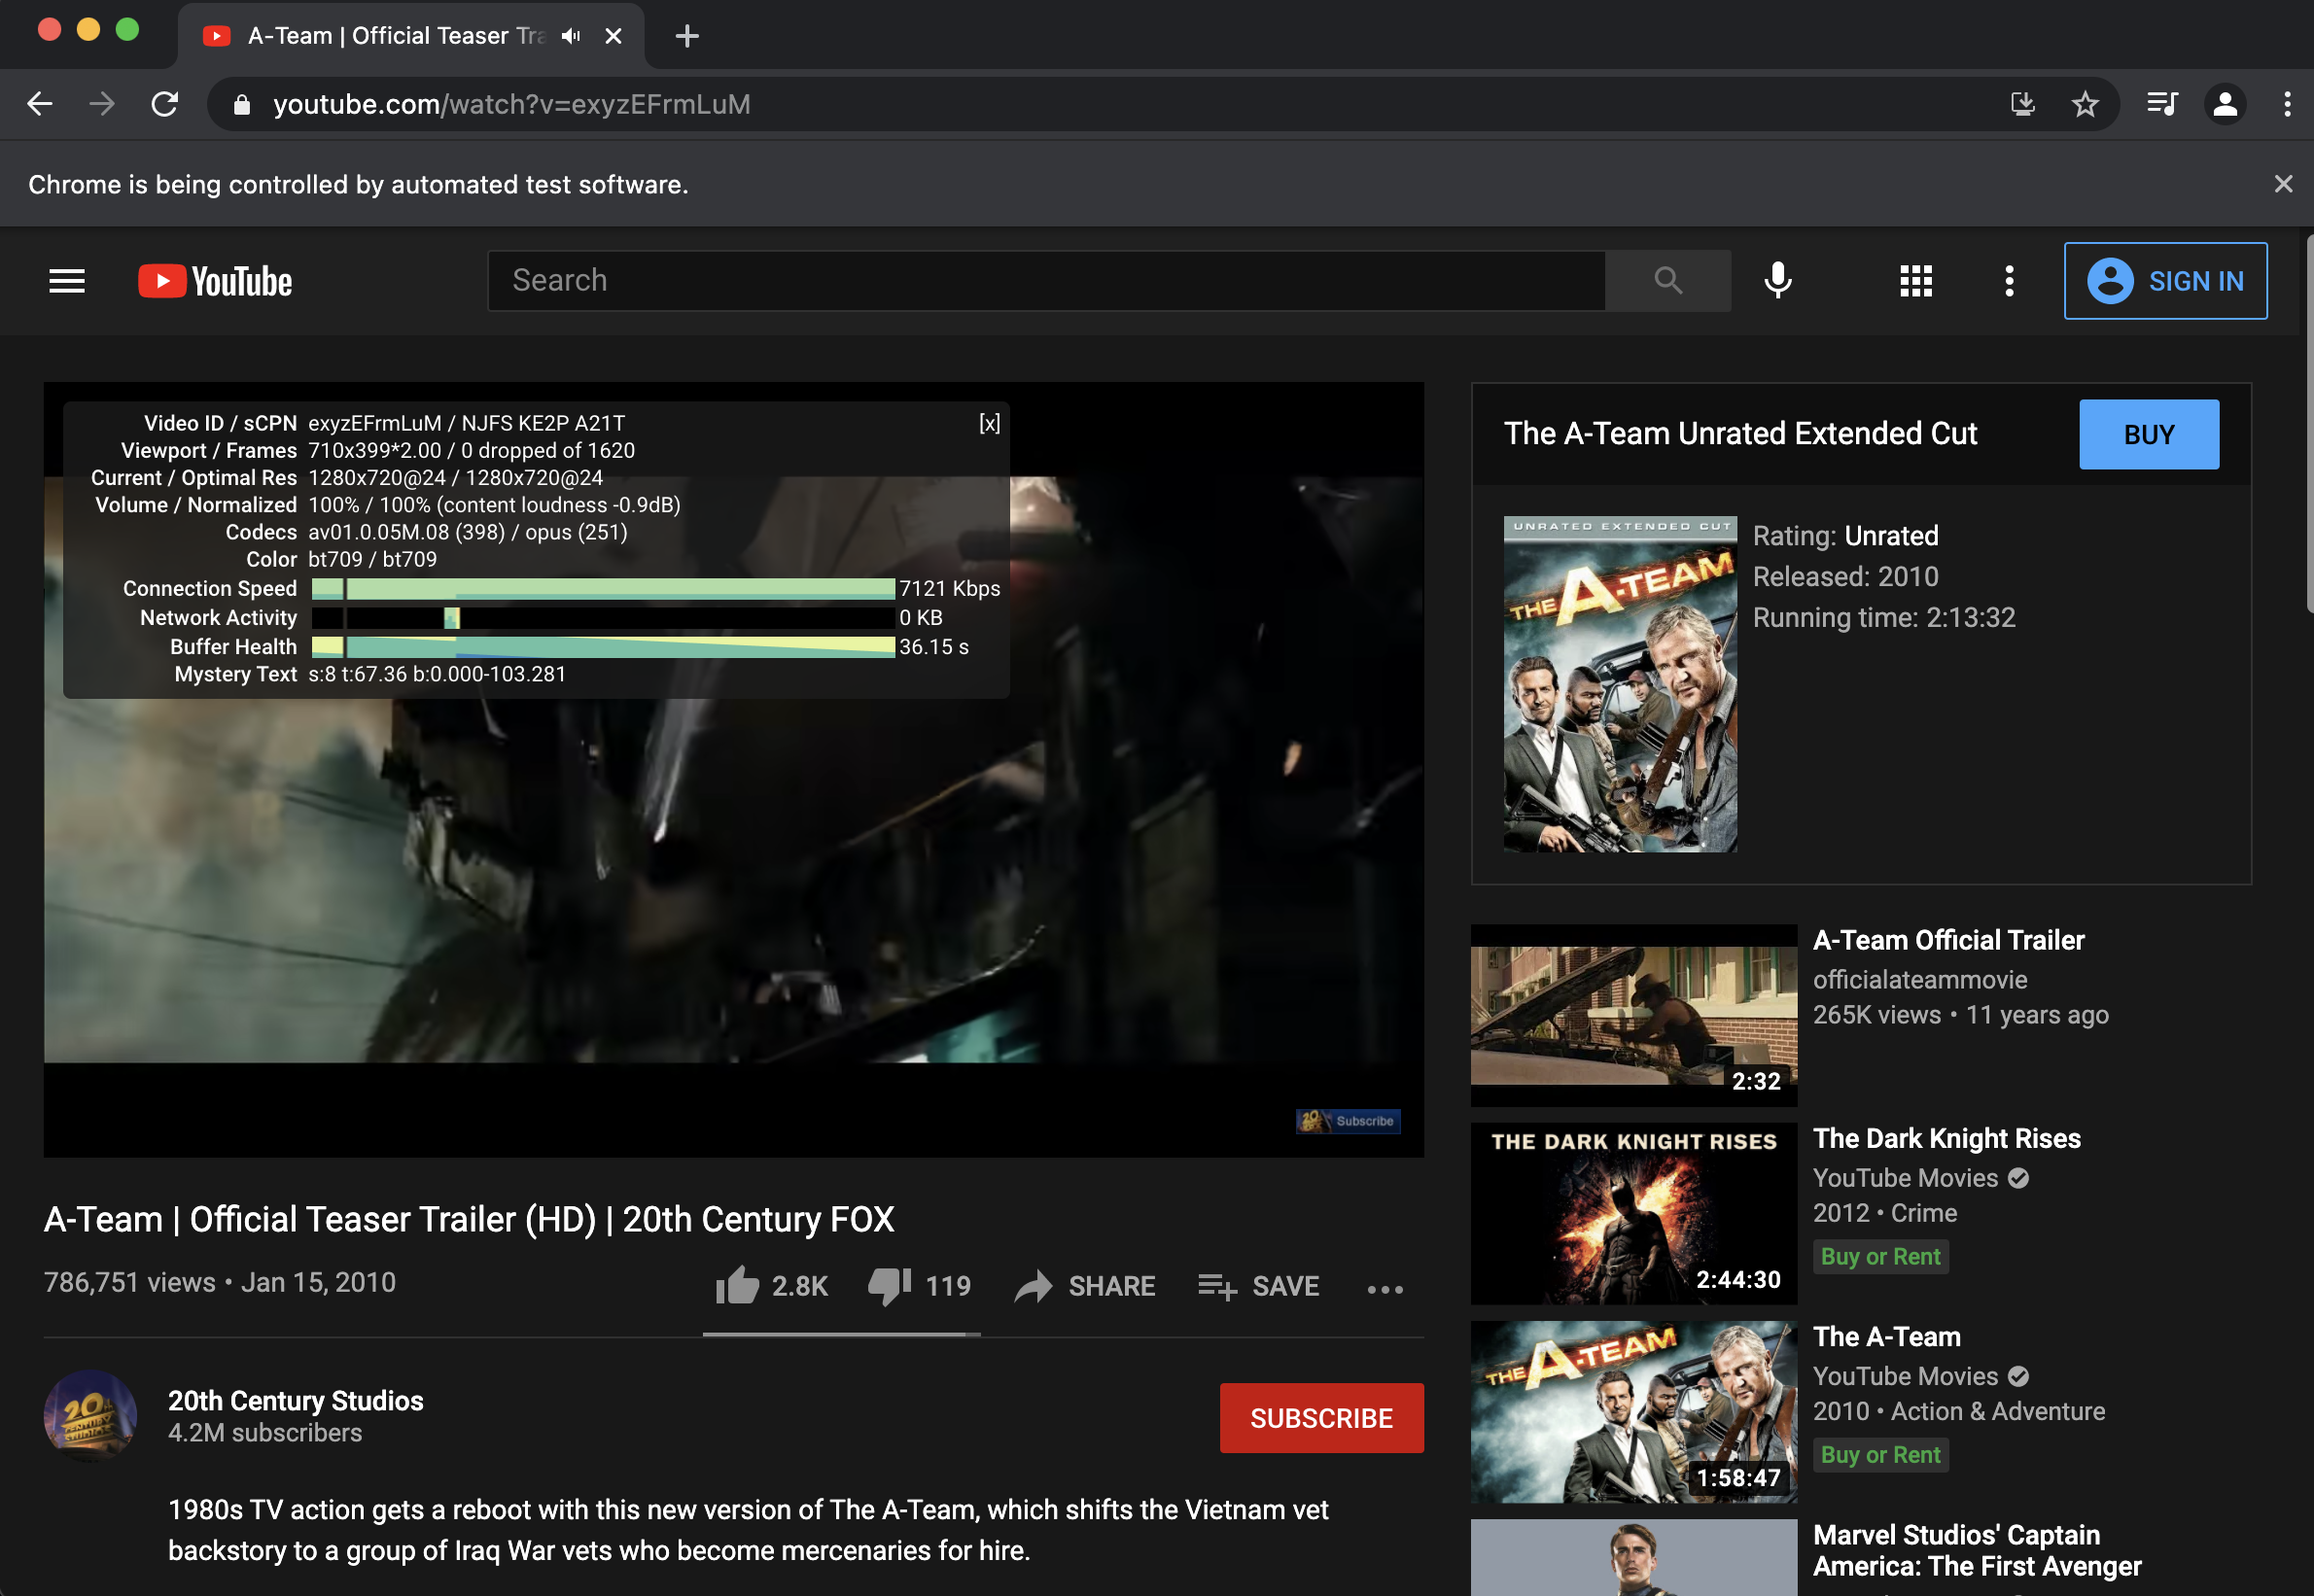 A-Team | Official Teaser Tra
youtube.com/watch?v=exyzEFrmLuM
Chrome is being controlled by automated test software.
YouTube
Search
SIGN IN
Video ID / sCPN exyzEFrmLuM / NJFS KE2P A21T [x]
Viewport / Frames 710x399*2.00 / 0 dropped of 1620
Current / Optimal Res 1280x720@24 / 1280x720@24
Volume / Normalized 100% / 100% (content loudness -0.9dB)
Codecs av01.0.05M.08 (398) / opus (251)
Color bt709 / bt709
Connection Speed 7121 Kbps
Network Activity 0 KB
Buffer Health 36.15 s
Mystery Text s:8 t:67.36 b:0.000-103.281
20
Subscribe
A-Team | Official Teaser Trailer (HD) | 20th Century FOX
786,751 views • Jan 15, 2010
2.8K
119
SHARE
SAVE
20th Century Studios
4.2M subscribers
SUBSCRIBE
1980s TV action gets a reboot with this new version of The A-Team, which shifts the Vietnam vet
backstory to a group of Iraq War vets who become mercenaries for hire.
The A-Team Unrated Extended Cut
BUY
UNRATED EXTENDED CUT
THE A-TEAM
Rating: Unrated
Released: 2010
Running time: 2:13:32
2:32
A-Team Official Trailer
officialateammovie
265K views • 11 years ago
THE DARK KNIGHT RISES
2:44:30
The Dark Knight Rises
YouTube Movies
2012 • Crime
Buy or Rent
THE A-TEAM
1:58:47
The A-Team
YouTube Movies
2010 • Action & Adventure
Buy or Rent
Marvel Studios' Captain
America: The First Avenger